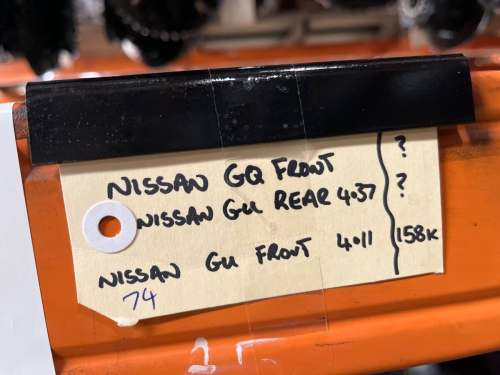 NISSAN GQ FRONT ?
NISSAN GU REAR 4.37 ?
NISSAN GU FRONT 4.11 158K
74